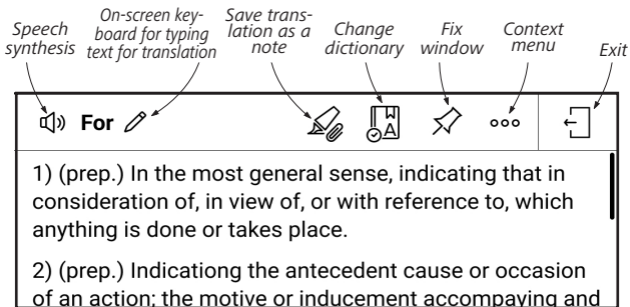 Speech
synthesis
On-screen key-
board for typing
text for translation
Save trans-
lation as a
note
Change
dictionary
Fix
window
Context
menu
Exit
For
A
1) (prep.) In the most general sense, indicating that in
consideration of, in view of, or with reference to, which
anything is done or takes place.
2) (prep.) Indicationg the antecedent cause or occasion
of an action; the motive or inducement accompaying and